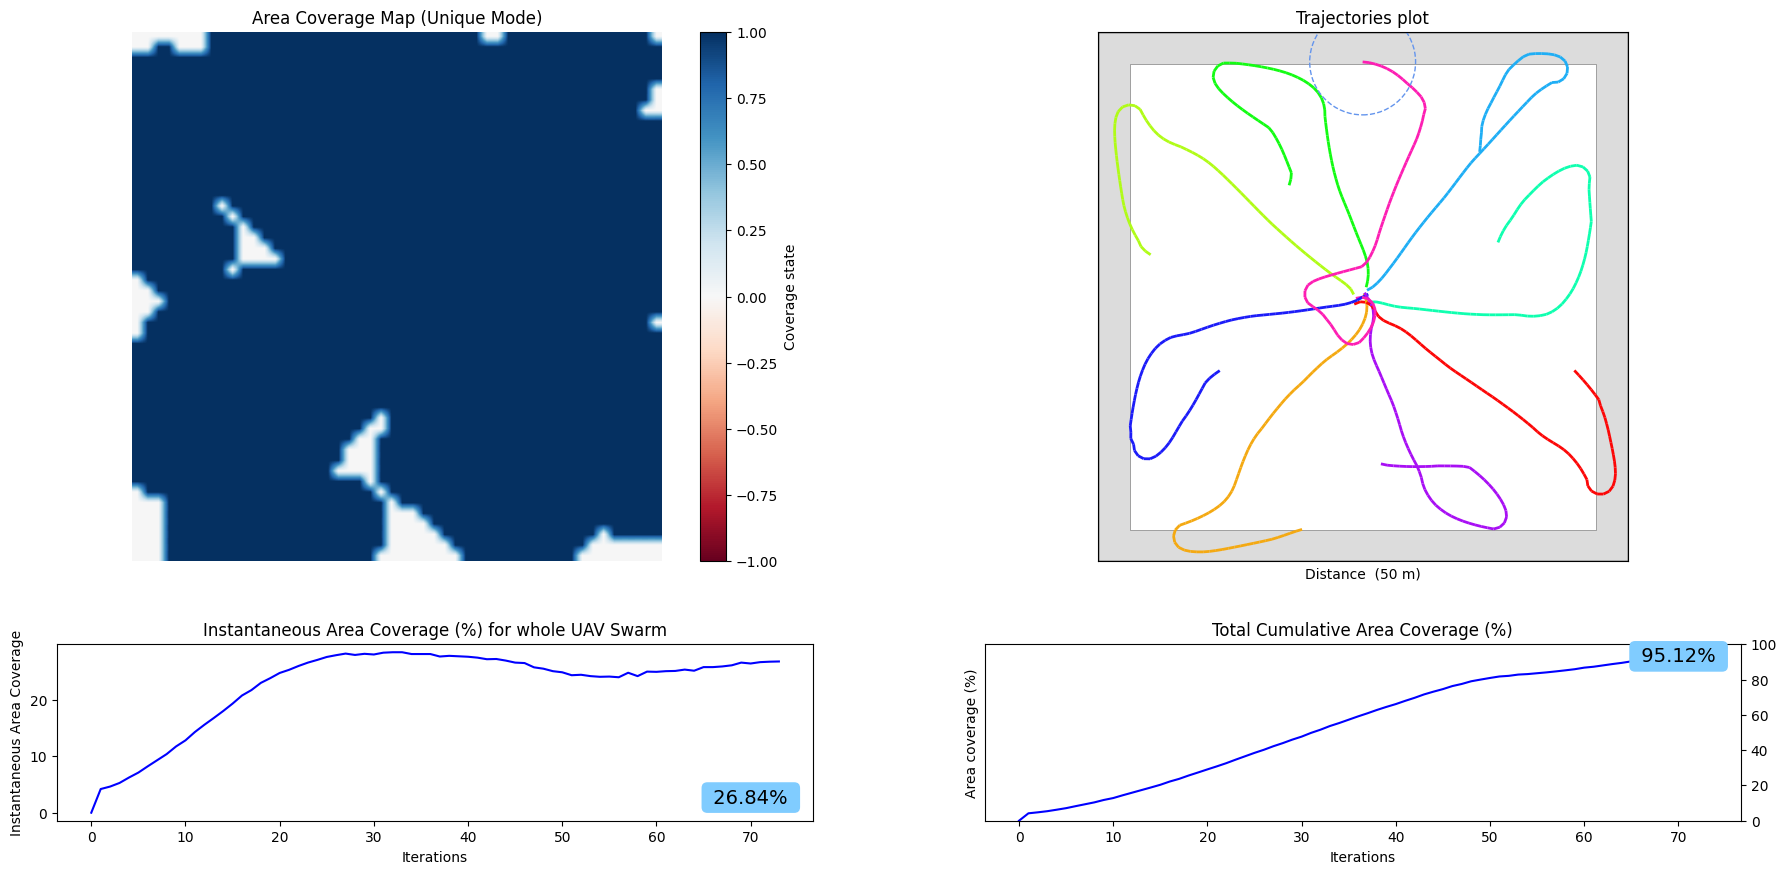 Area Coverage Map (Unique Mode)
1.00
0.75
0.50
0.25
0.00
−0.25
−0.50
−0.75
−1.00
Coverage state
Trajectories plot
Distance  (50 m)
Instantaneous Area Coverage (%) for whole UAV Swarm
Instantaneous Area Coverage
20
10
0
26.84%
0 10 20 30 40 50 60 70
Iterations
Total Cumulative Area Coverage (%)
Area coverage (%)
95.12%
100
80
60
40
20
0
0 10 20 30 40 50 60 70
Iterations